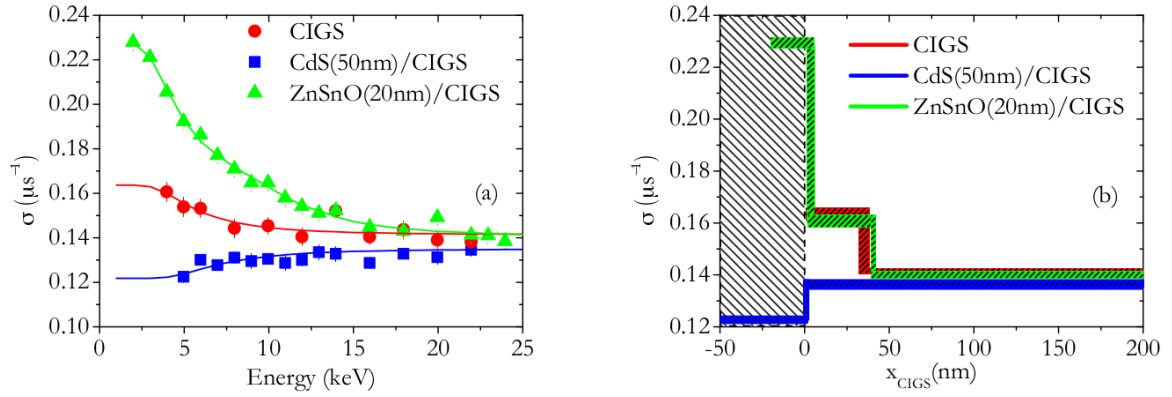 0.24
0.22
0.20
0.18
0.16
0.14
0.12
0.10
σ (μs⁻¹)
CIGS
CdS(50nm)/CIGS
ZnSnO(20nm)/CIGS
(a)
0 5 10 15 20 25
Energy (keV)
0.24
0.22
0.20
0.18
0.16
0.14
0.12
σ (μs⁻¹)
CIGS
CdS(50nm)/CIGS
ZnSnO(20nm)/CIGS
(b)
-50 0 50 100 150 200
x_CIGS(nm)